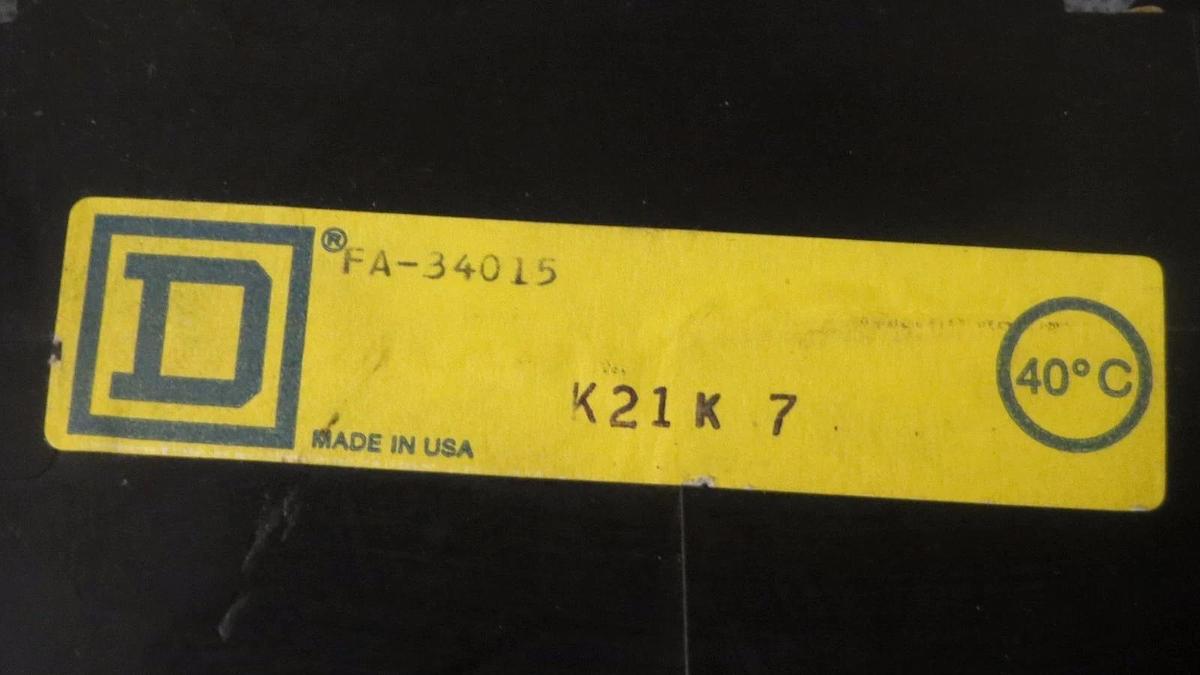 D®
FA-34015
K21K 7
40°C
MADE IN USA